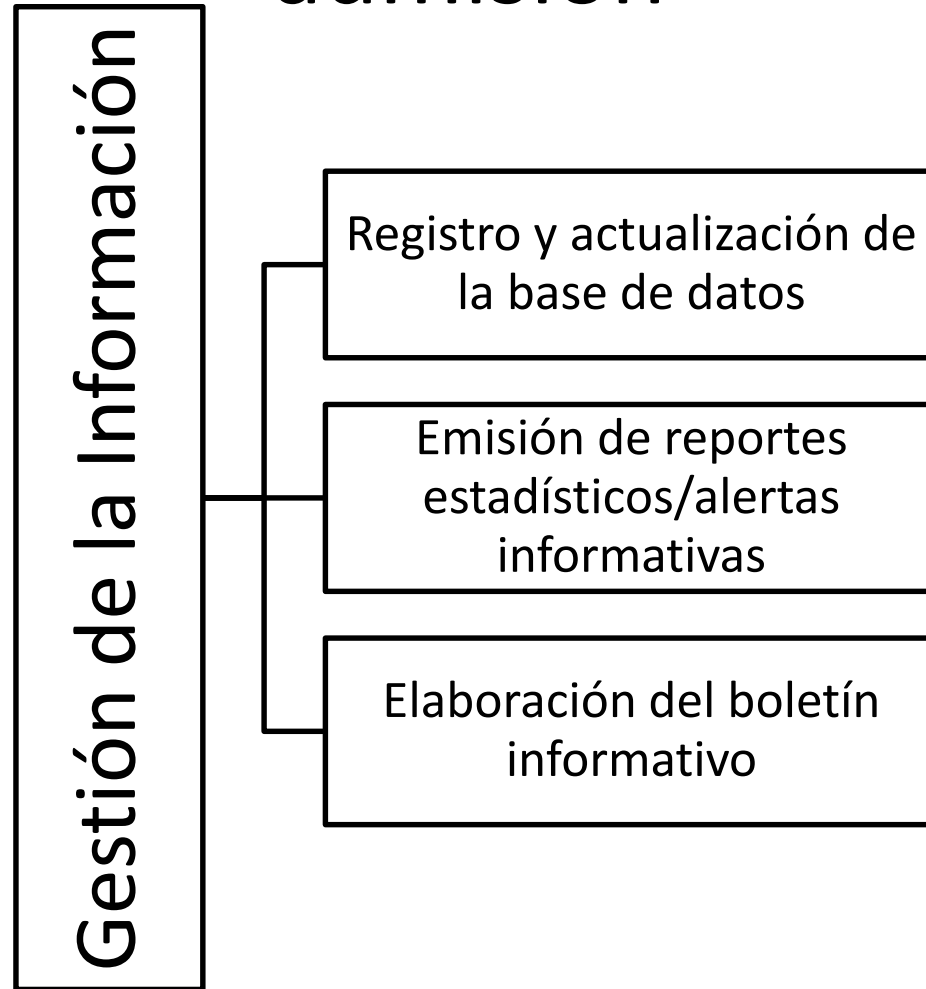 Gestión de la Información
Registro y actualización de
la base de datos
Emisión de reportes
estadísticos/alertas
informativas
Elaboración del boletín
informativo